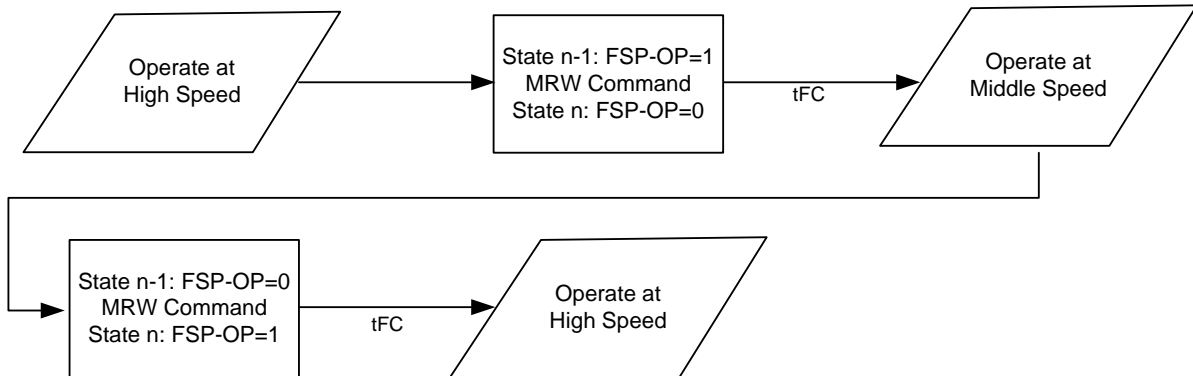 Operate at
High Speed
State n-1: FSP-OP=1
MRW Command
State n: FSP-OP=0
tFC
Operate at
Middle Speed
State n-1: FSP-OP=0
MRW Command
State n: FSP-OP=1
tFC
Operate at
High Speed